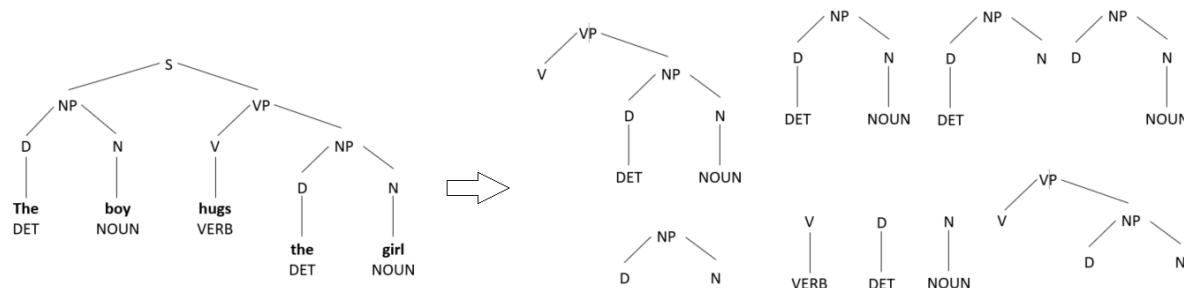 S
NP VP
D N V NP
The boy hugs D N
DET NOUN VERB
the girl
DET NOUN
VP
V NP
D N
DET NOUN
NP
D N
DET NOUN
NP
D N
DET
NP
D N
NOUN
NP
D N
V D N
VERB DET NOUN
VP
V NP
D N